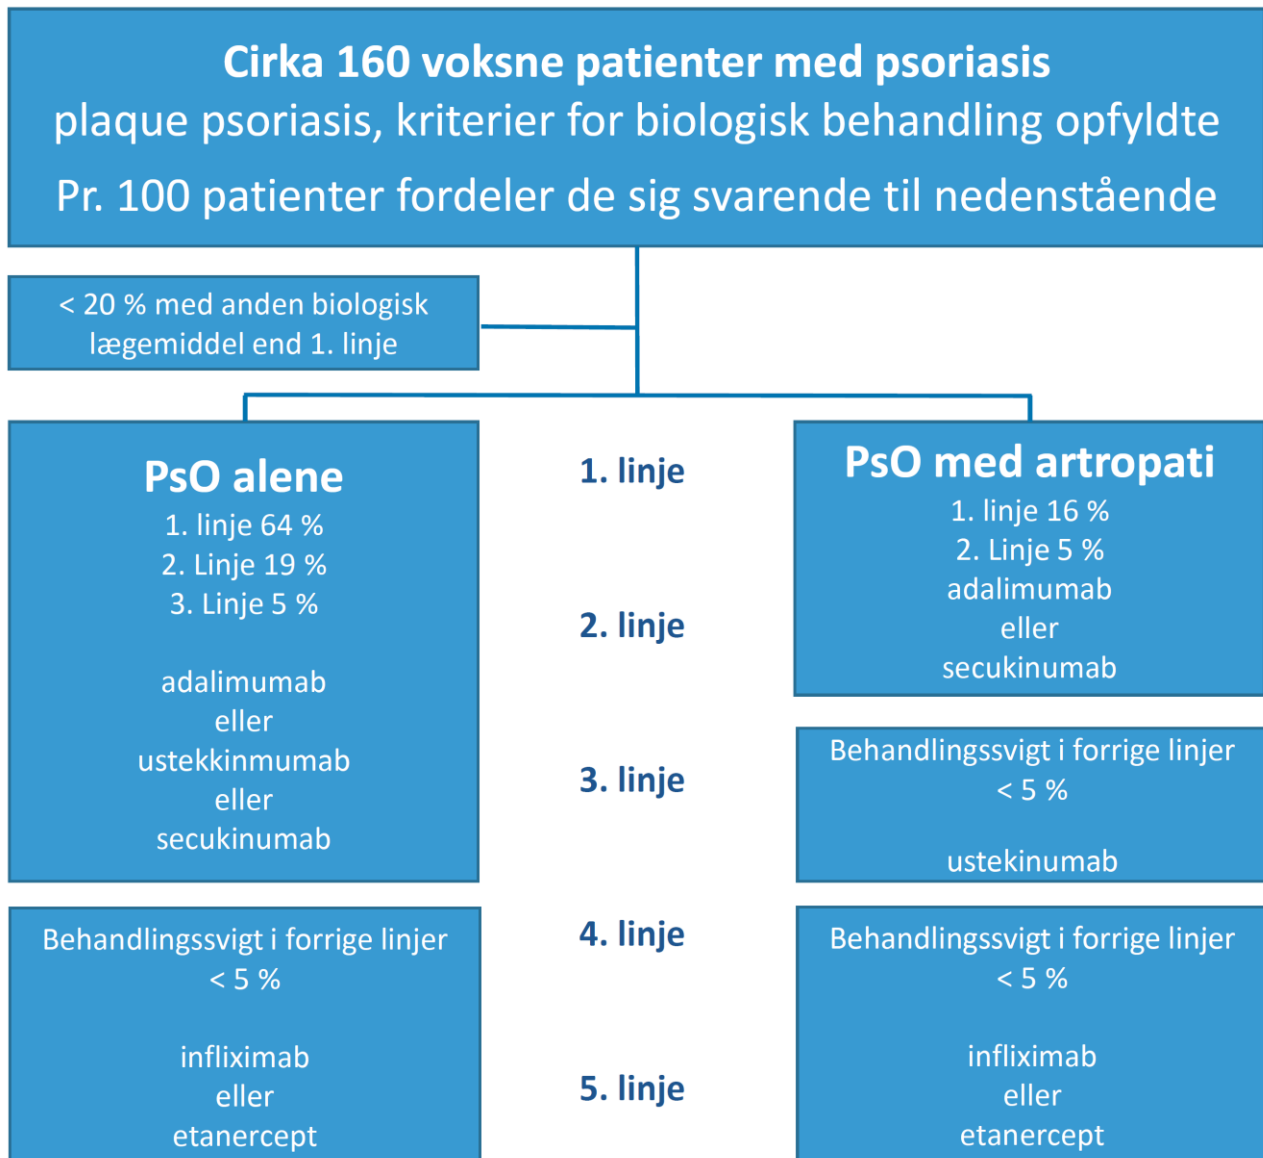 Cirka 160 voksne patienter med psoriasis
plaque psoriasis, kriterier for biologisk behandling opfyldte
Pr. 100 patienter fordeler de sig svarende til nedenstående
< 20 % med anden biologisk
lægemiddel end 1. linje
PsO alene
1. linje 64 %
2. Linje 19 %
3. Linje 5 %
adalimumab
eller
ustekkinmumab
eller
secukinumab
Behandlingssvigt i forrige linjer
< 5 %
infliximab
eller
etanercept
1. linje
2. linje
3. linje
4. linje
5. linje
PsO med artropati
1. linje 16 %
2. Linje 5 %
adalimumab
eller
secukinumab
Behandlingssvigt i forrige linjer
< 5 %
ustekinumab
Behandlingssvigt i forrige linjer
< 5 %
infliximab
eller
etanercept